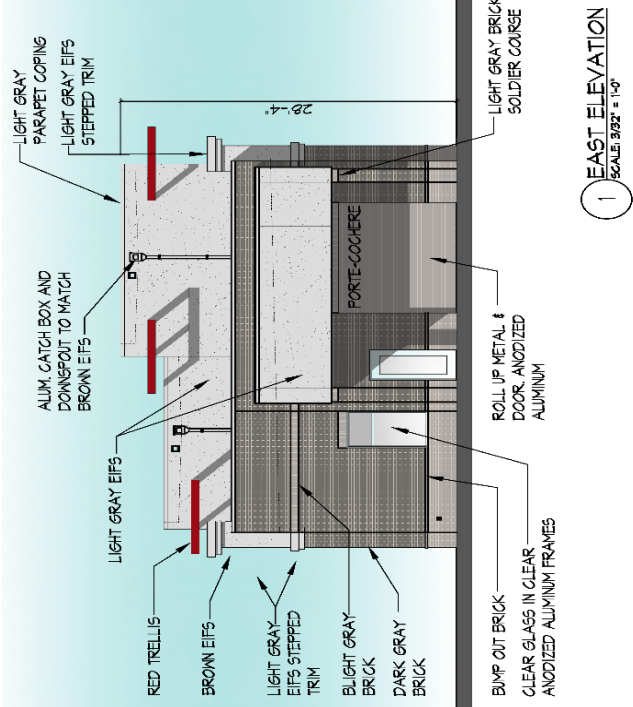 LIGHT GRAY
PARAPET COPING
LIGHT GRAY EIFS
STEPPED TRIM
ALUM. CATCH BOX AND
DOWNSPOUT TO MATCH
BROWN EIFS
LIGHT GRAY EIFS
RED TRELLIS
BROWN EIFS
LIGHT GRAY
EIFS STEPPED
TRIM
BLIGHT GRAY
BRICK
DARK GRAY
BRICK
28'-4"
PORTE-COCHERE
BUMP OUT BRICK
CLEAR GLASS IN CLEAR
ANODIZED ALUMINUM FRAMES
ROLL UP METAL &
DOOR, ANODIZED
ALUMINUM
LIGHT GRAY BRICK
SOLDIER COURSE
1
EAST ELEVATION
SCALE: 3/32" = 1'-0"